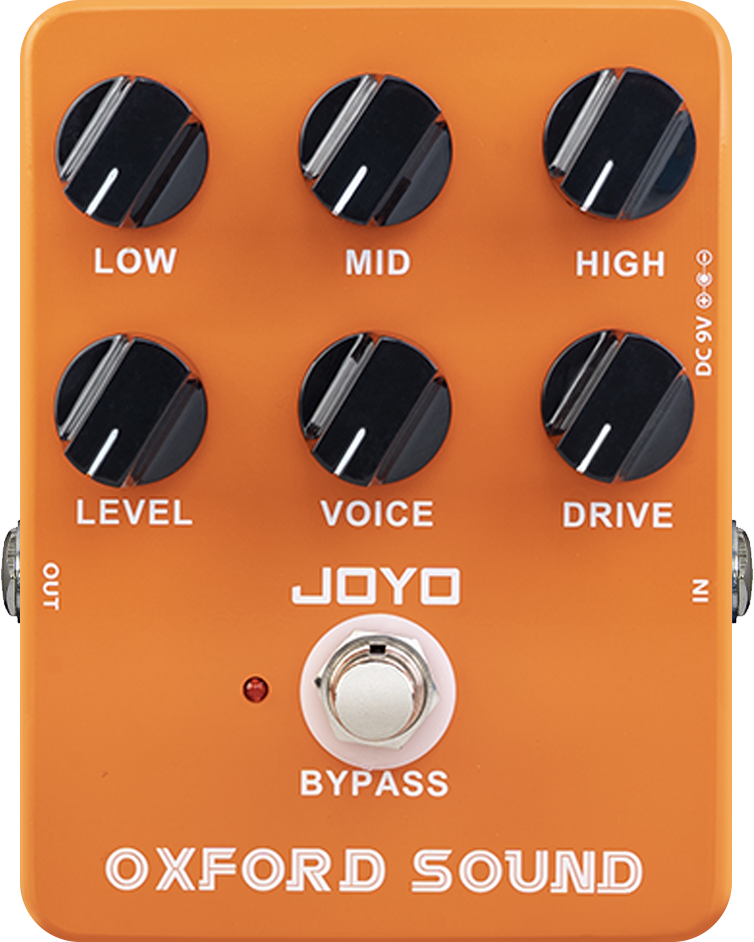 LOW MID HIGH
DC 9V
LEVEL VOICE DRIVE
OUT
IN
JOYO
BYPASS
OXFORD SOUND